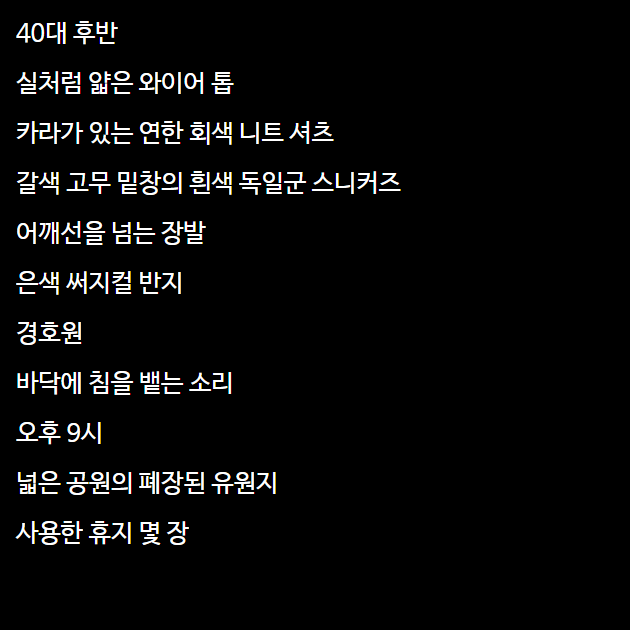 40대 후반
실처럼 얇은 와이어 톱
카라가 있는 연한 회색 니트 셔츠
갈색 고무 밑창의 흰색 독일군 스니커즈
어깨선을 넘는 장발
은색 써지컬 반지
경호원
바닥에 침을 뱉는 소리
오후 9시
넓은 공원의 폐장된 유원지
사용한 휴지 몇 장